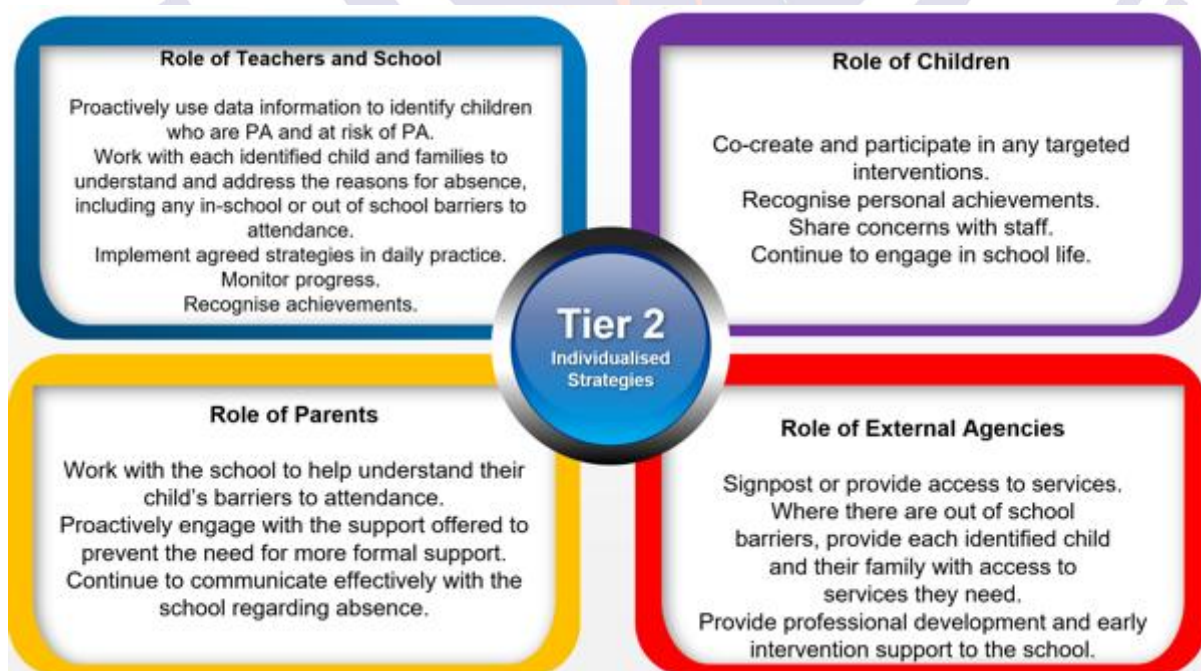 Role of Teachers and School
Proactively use data information to identify children
who are PA and at risk of PA.
Work with each identified child and families to
understand and address the reasons for absence,
including any in-school or out of school barriers to
attendance.
Implement agreed strategies in daily practice.
Monitor progress.
Recognise achievements.
Role of Children
Co-create and participate in any targeted
interventions.
Recognise personal achievements.
Share concerns with staff.
Continue to engage in school life.
Tier 2
Individualised
Strategies
Role of Parents
Work with the school to help understand their
child's barriers to attendance.
Proactively engage with the support offered to
prevent the need for more formal support.
Continue to communicate effectively with the
school regarding absence.
Role of External Agencies
Signpost or provide access to services.
Where there are out of school
barriers, provide each identified child
and their family with access to
services they need.
Provide professional development and early
intervention support to the school.